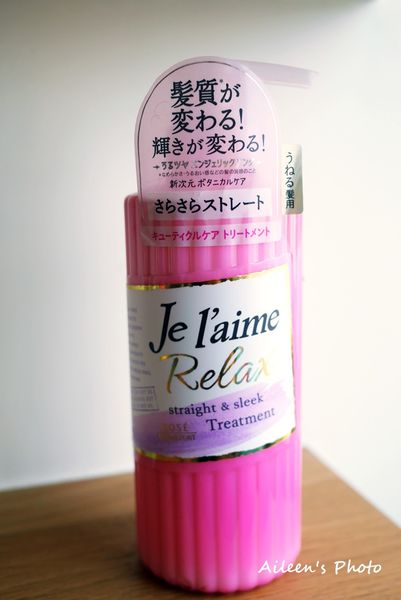 髪質が
変わる!
輝きが変わる!
新次元 ボタニカルケア
さらさらストレート
キューティクルケア トリートメント
うねる髪用
Je l'aime
Relax
straight & sleek
Treatment
Aileen's Photo